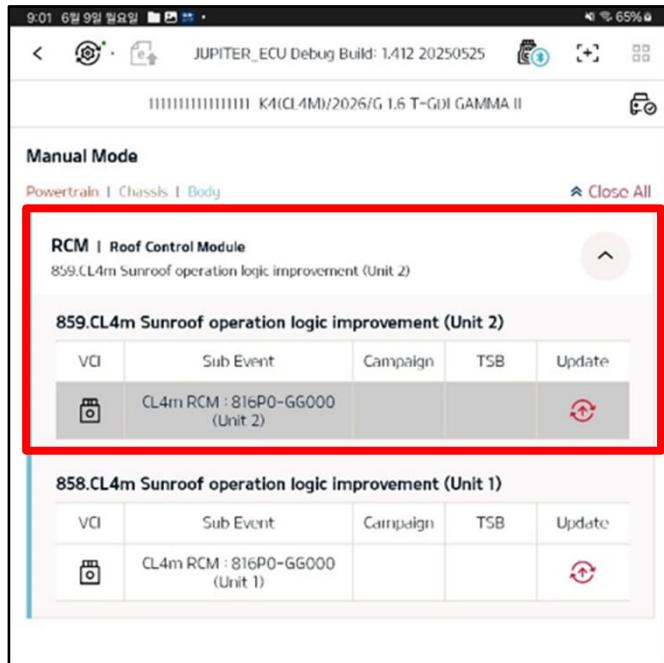 9:01 6월 9일 월요일
65%
JUPITER_ECU Debug Build: 1.412 20250525
11111111111111111 K4(CL4M)/2026/G 1.6 T-GDI GAMMA II
Manual Mode
Powertrain | Chassis | Body
Close All
RCM | Roof Control Module
859.CL4m Sunroof operation logic improvement (Unit 2)
859.CL4m Sunroof operation logic improvement (Unit 2)
VCI Sub Event Campaign TSB Update
CL4m RCM : 816P0-GG000
(Unit 2)
858.CL4m Sunroof operation logic improvement (Unit 1)
VCI Sub Event Campaign TSB Update
CL4m RCM : 816P0-GG000
(Unit 1)